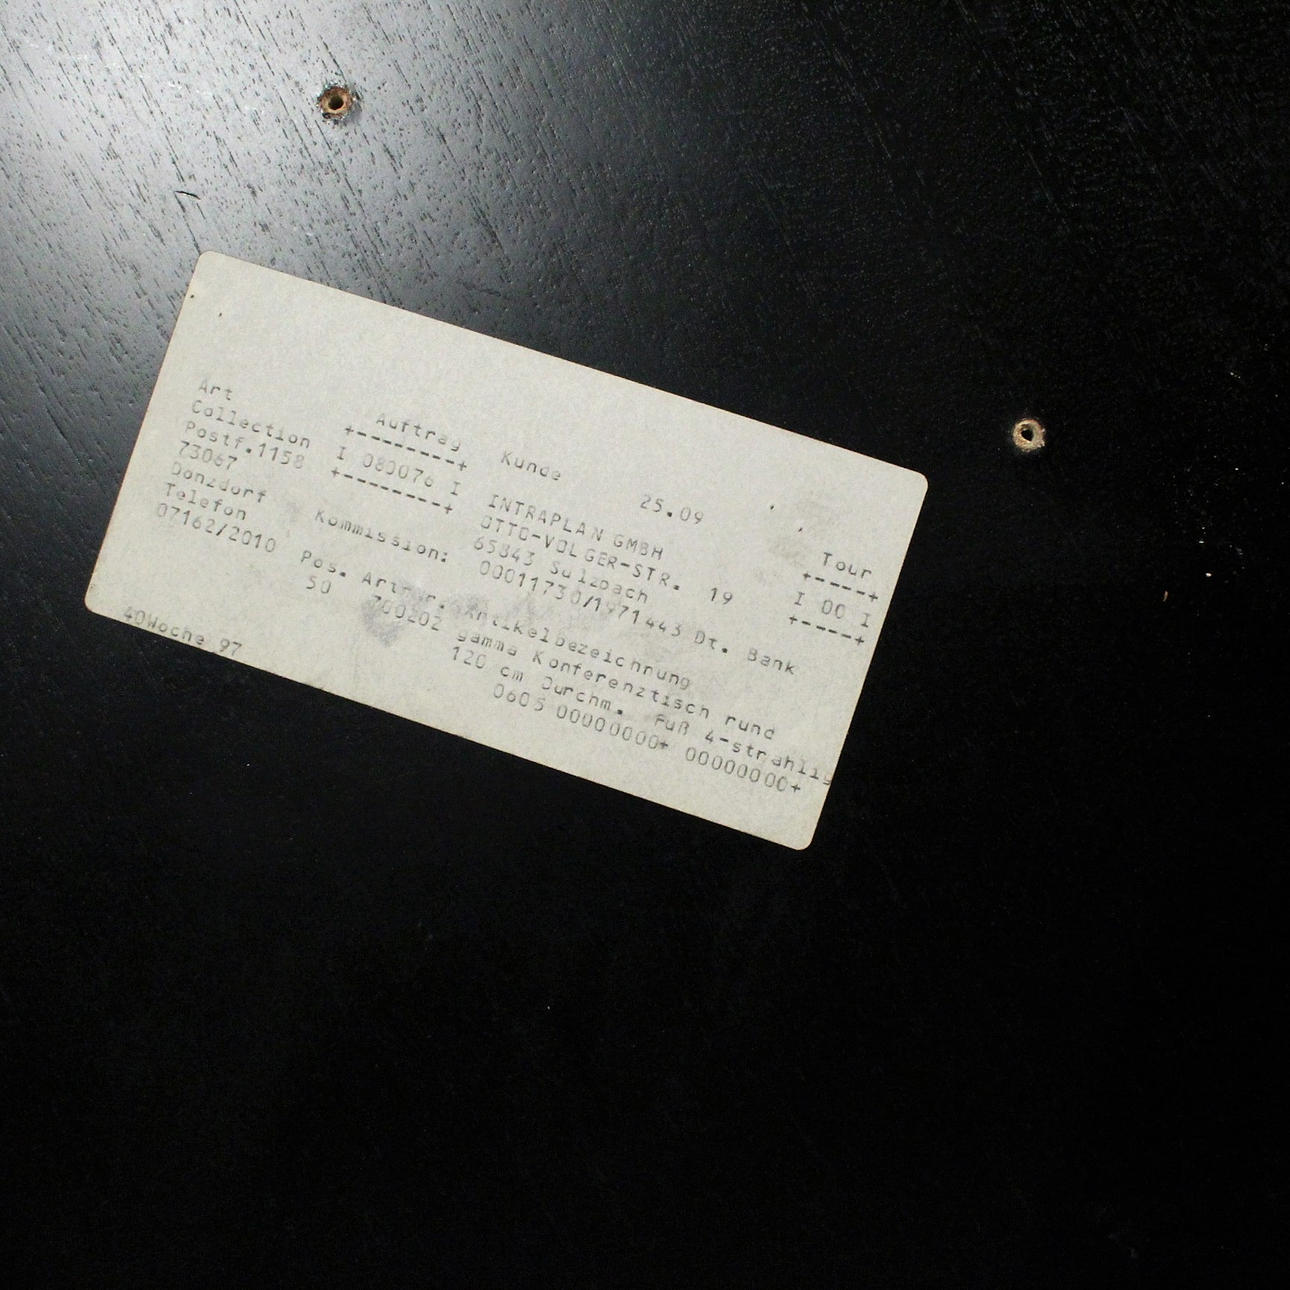 Art
Collection
Postf.1158
73067
Donzdorf
Telefon
07162/2010
Auftrag
+--------+
I 080076 I
+--------+
Kunde
25.09
INTRAPLAN GMBH
OTTO-VOLGER-STR. 19
65843 Sulzbach
Kommission: 00011730/1971443 Dt. Bank
Tour
+-----+
I 00 I
+-----+
Pos. Artnr. Artikelbezeichnung
50 700202 gamma Konferenztisch rund
120 cm Durchm. Fuß 4-strahlig
0605 00000000+ 00000000+
40Woche 97